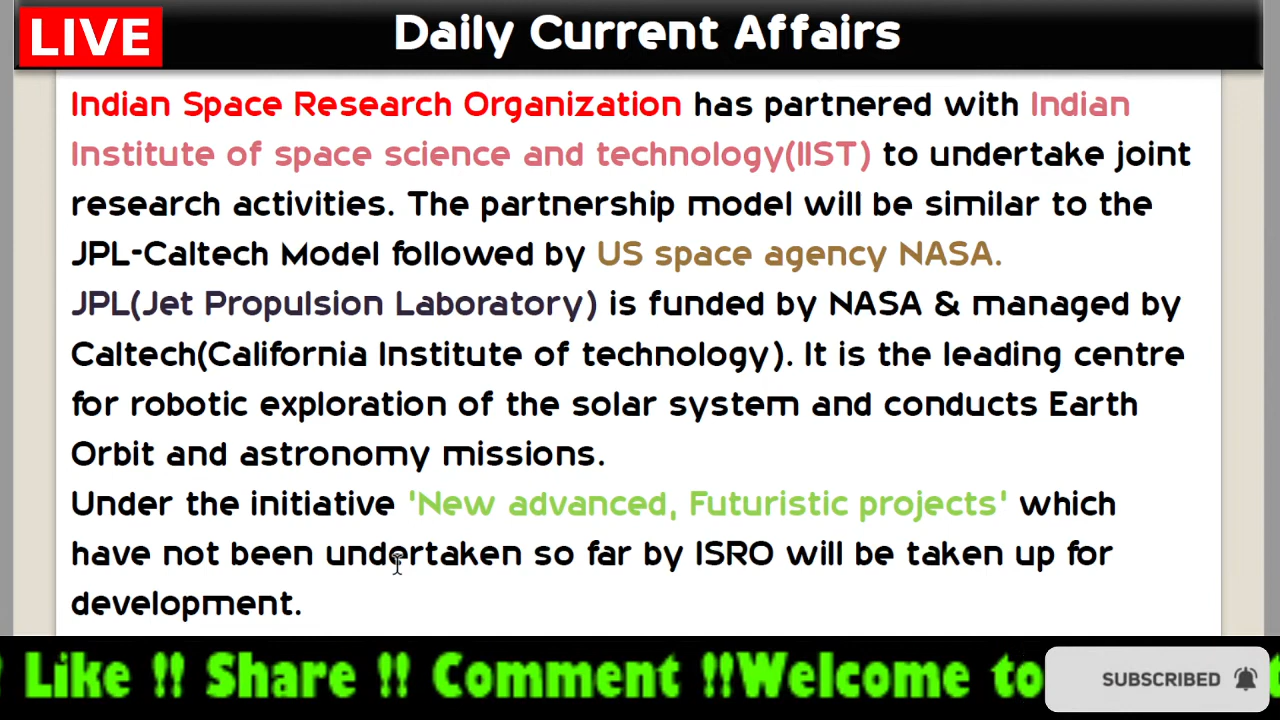 LIVE
Daily Current Affairs
Indian Space Research Organization has partnered with Indian
Institute of space science and technology(IIST) to undertake joint
research activities. The partnership model will be similar to the
JPL-Caltech Model followed by US space agency NASA.
JPL(Jet Propulsion Laboratory) is funded by NASA & managed by
Caltech(California Institute of technology). It is the leading centre
for robotic exploration of the solar system and conducts Earth
Orbit and astronomy missions.
Under the initiative 'New advanced, Futuristic projects' which
have not been undertaken so far by ISRO will be taken up for
development.
! Like !! Share !! Comment !!Welcome to
SUBSCRIBED